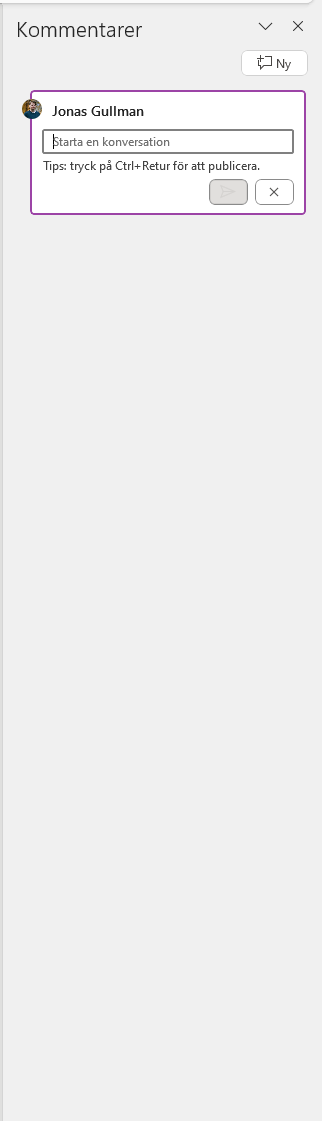 Kommentarer
Ny
Jonas Gullman
Starta en konversation
Tips: tryck på Ctrl+Retur för att publicera.